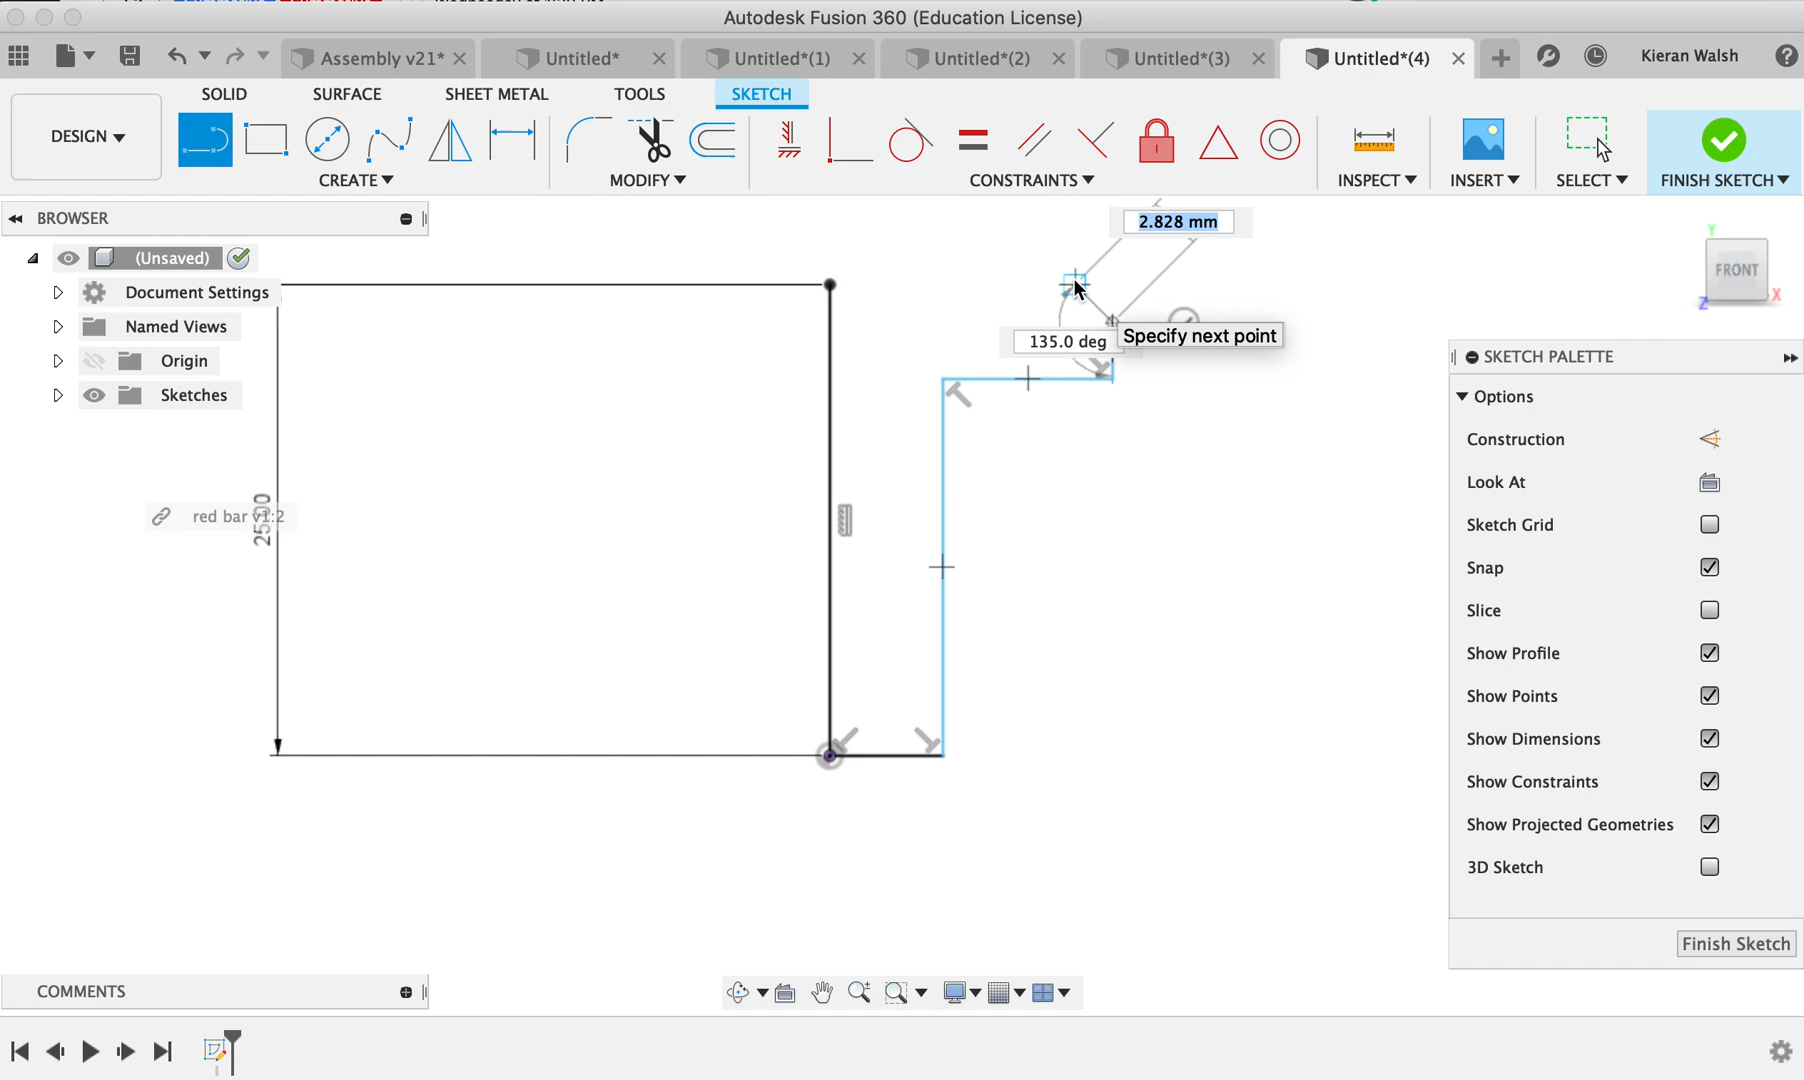 Autodesk Fusion 360 (Education License)
Assembly v21*
Untitled*
Untitled*(1)
Untitled*(2)
Untitled*(3)
Untitled*(4)
Kieran Walsh
SOLID
SURFACE
SHEET METAL
TOOLS
SKETCH
DESIGN
CREATE
MODIFY
CONSTRAINTS
INSPECT
INSERT
SELECT
FINISH SKETCH
BROWSER
(Unsaved)
Document Settings
Named Views
Origin
Sketches
red bar v1:2
2.828 mm
135.0 deg
Specify next point
FRONT
Y
Z
X
SKETCH PALETTE
Options
Construction
Look At
Sketch Grid
Snap
Slice
Show Profile
Show Points
Show Dimensions
Show Constraints
Show Projected Geometries
3D Sketch
Finish Sketch
COMMENTS